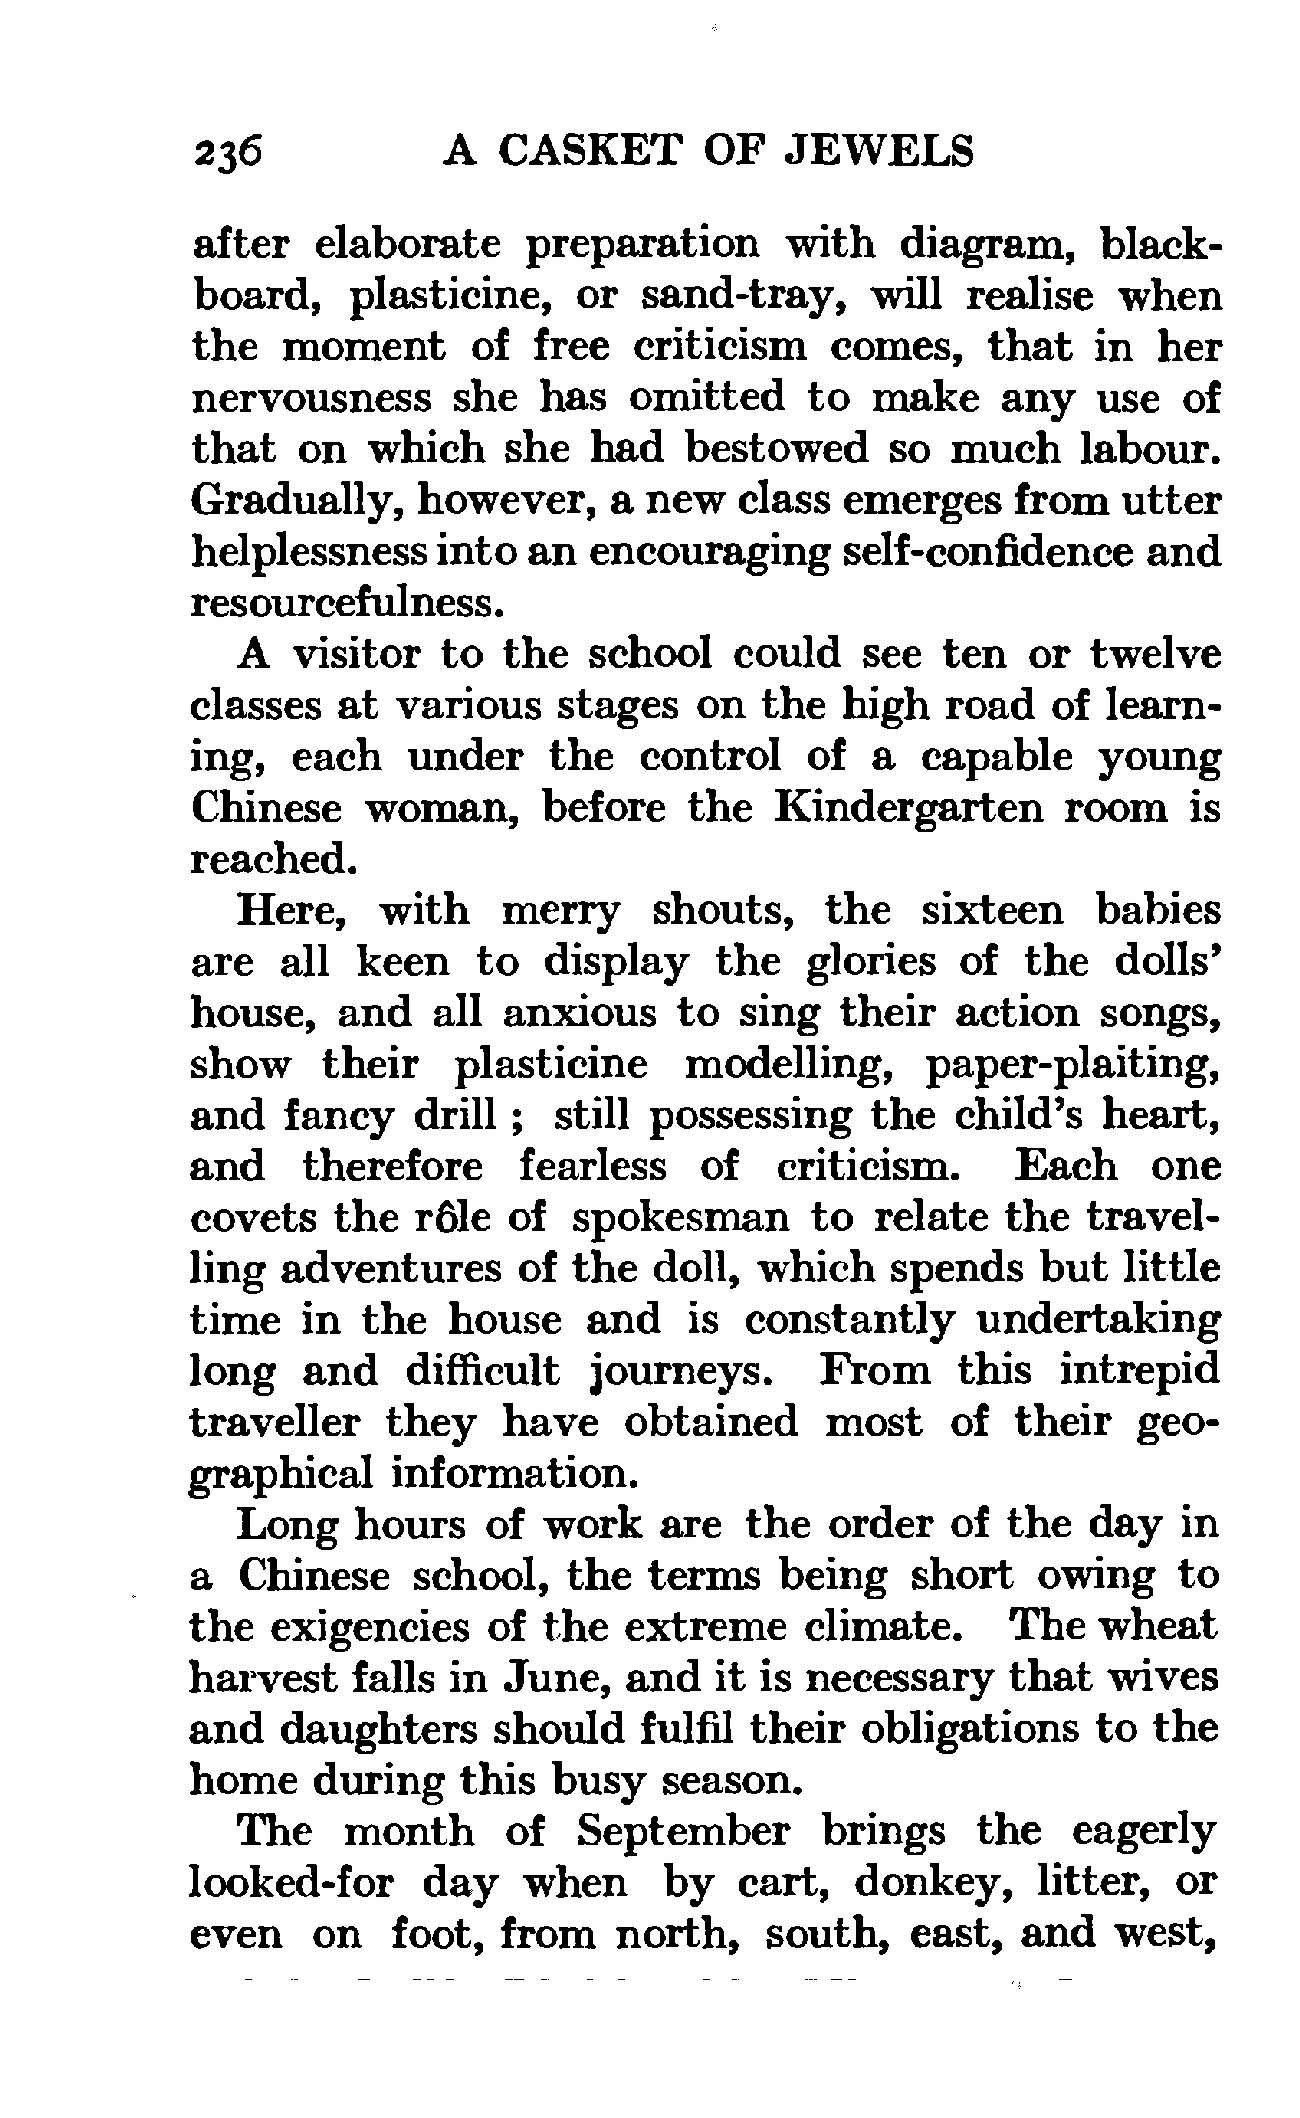 236 A CASKET OF JEWELS
after elaborate preparation with diagram, black-
board, plasticine, or sand-tray, will realise when
the moment of free criticism comes, that in her
nervousness she has omitted to make any use of
that on which she had bestowed so much labour.
Gradually, however, a new class emerges from utter
helplessness into an encouraging self-confidence and
resourcefulness.
A visitor to the school could see ten or twelve
classes at various stages on the high road of learn-
ing, each under the control of a capable young
Chinese woman, before the Kindergarten room is
reached.
Here, with merry shouts, the sixteen babies
are all keen to display the glories of the dolls'
house, and all anxious to sing their action songs,
show their plasticine modelling, paper-plaiting,
and fancy drill ; still possessing the child's heart,
and therefore fearless of criticism. Each one
covets the rôle of spokesman to relate the travel-
ling adventures of the doll, which spends but little
time in the house and is constantly undertaking
long and difficult journeys. From this intrepid
traveller they have obtained most of their geo-
graphical information.
Long hours of work are the order of the day in
a Chinese school, the terms being short owing to
the exigencies of the extreme climate. The wheat
harvest falls in June, and it is necessary that wives
and daughters should fulfil their obligations to the
home during this busy season.
The month of September brings the eagerly
looked-for day when by cart, donkey, litter, or
even on foot, from north, south, east, and west,